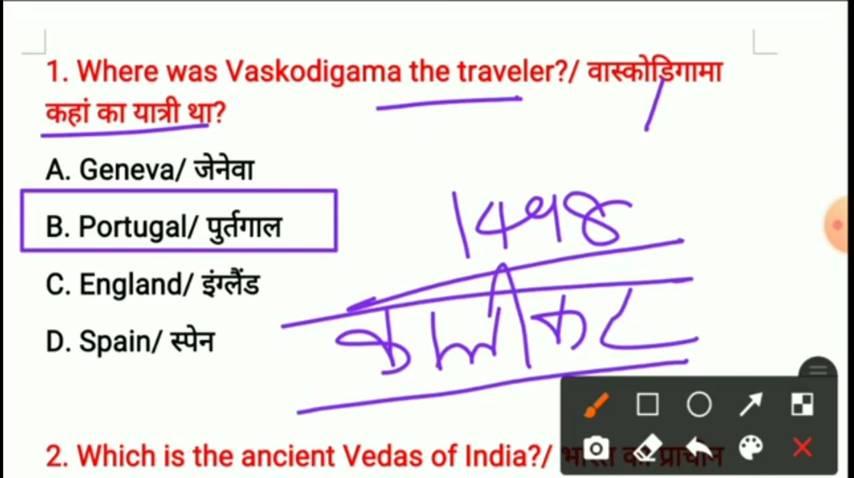 1. Where was Vaskodigama the traveler?/ वास्कोडिगामा
कहां का यात्री था?
A. Geneva/ जेनेवा
B. Portugal/ पुर्तगाल
1498
C. England/ इंग्लैंड
D. Spain/ स्पेन
2. Which is the ancient Vedas of India?/ भारत का प्राचीन